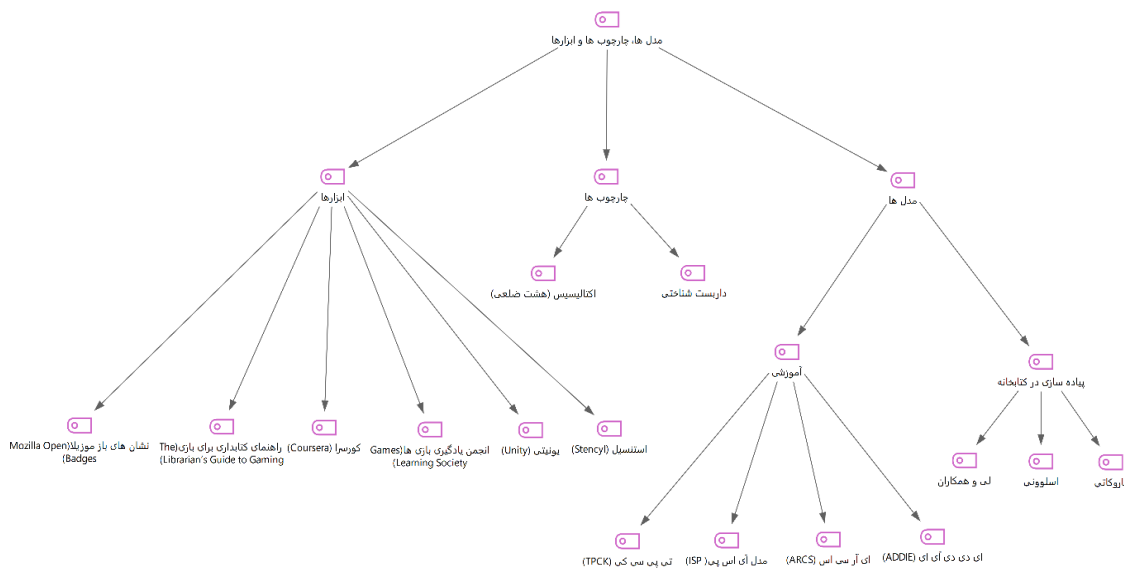 مدل ها، چارچوب ها و ابزارها
مدل ها
چارچوب ها
ابزارها
داربست شناختی
اکتالیسیس (هشت ضلعی)
پیاده سازی در کتابخانه
آموزشی
استنسیل (Stencyl)
یونیتی (Unity)
انجمن یادگیری بازی ها(Games
Learning Society)
کورسرا (Coursera)
راهنمای کتابداری برای بازی(The
Librarian´s Guide to Gaming)
نشان های باز موزیلا(Mozilla Open
Badges)
اسلوونی
لی و همکاران
ای دی دی آی ای (ADDIE)
ای آر سی اس (ARCS)
مدل آی اس پی( ISP)
تی پی سی کی (TPCK)